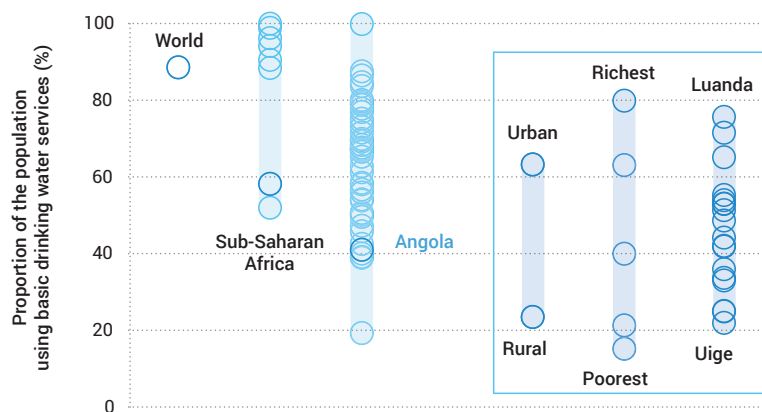 Proportion of the population
using basic drinking water services (%)
100
80
60
40
20
0
World
Sub-Saharan
Africa
Angola
Urban
Rural
Richest
Poorest
Luanda
Uige